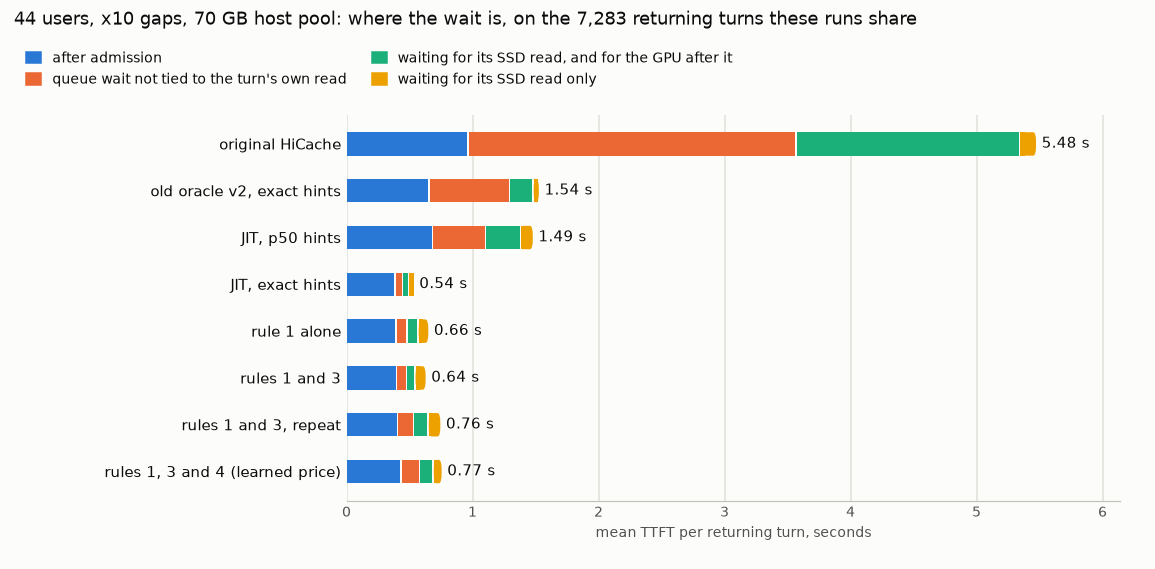 44 users, x10 gaps, 70 GB host pool: where the wait is, on the 7,283 returning turns these runs share
after admission
queue wait not tied to the turn's own read
waiting for its SSD read, and for the GPU after it
waiting for its SSD read only
original HiCache 5.48 s
old oracle v2, exact hints 1.54 s
JIT, p50 hints 1.49 s
JIT, exact hints 0.54 s
rule 1 alone 0.66 s
rules 1 and 3 0.64 s
rules 1 and 3, repeat 0.76 s
rules 1, 3 and 4 (learned price) 0.77 s
0 1 2 3 4 5 6
mean TTFT per returning turn, seconds